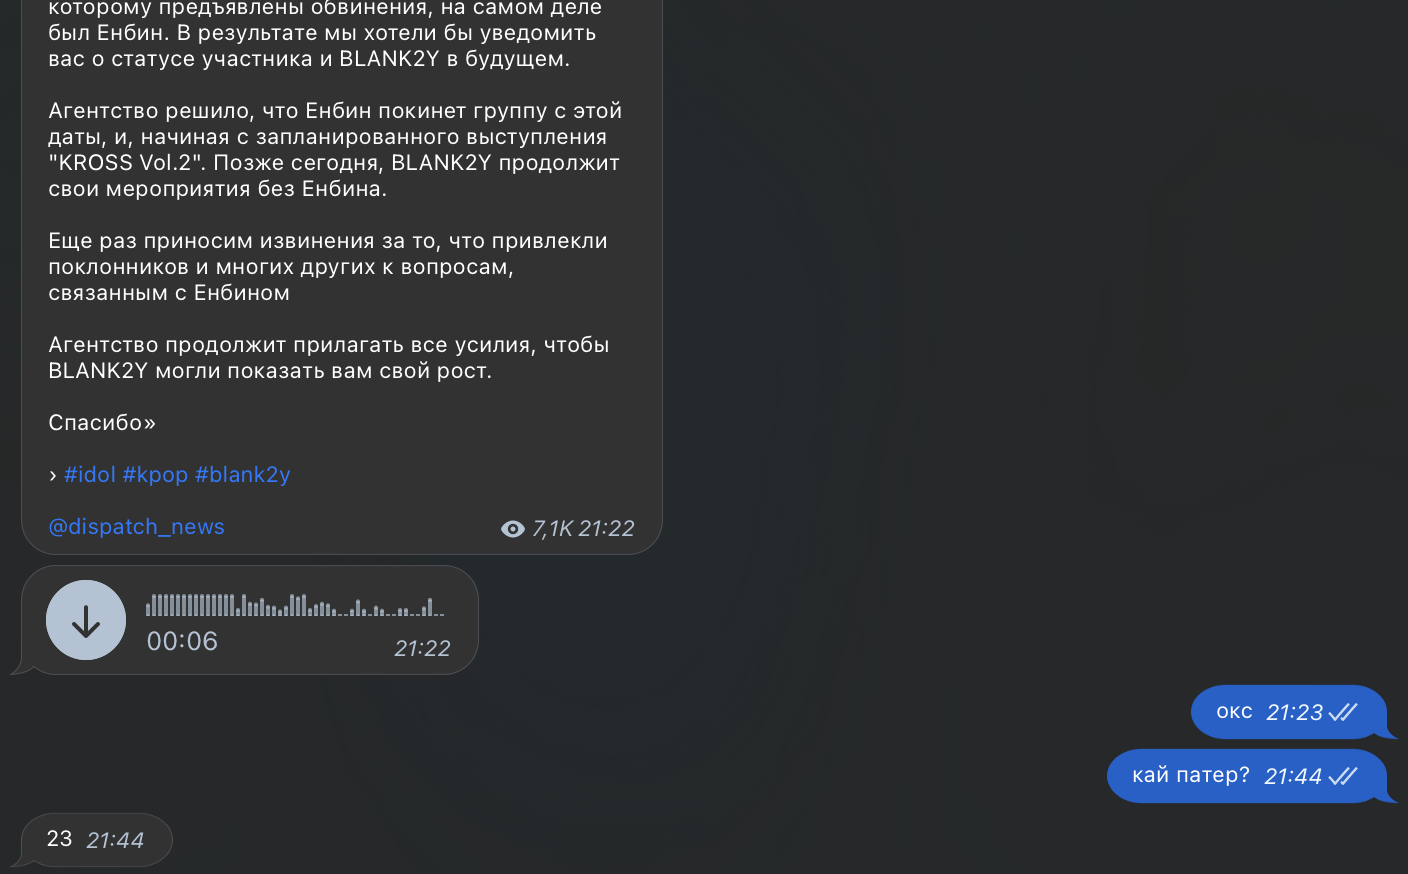 которому предъявлены обвинения, на самом деле
был Енбин. В результате мы хотели бы уведомить
вас о статусе участника и BLANK2Y в будущем.
Агентство решило, что Енбин покинет группу с этой
даты, и, начиная с запланированного выступления
"KROSS Vol.2". Позже сегодня, BLANK2Y продолжит
свои мероприятия без Енбина.
Еще раз приносим извинения за то, что привлекли
поклонников и многих других к вопросам,
связанным с Енбином
Агентство продолжит прилагать все усилия, чтобы
BLANK2Y могли показать вам свой рост.
Спасибо»
› #idol #kpop #blank2y
@dispatch_news 7,1K 21:22
00:06 21:22
окс 21:23
кай патер? 21:44
23 21:44